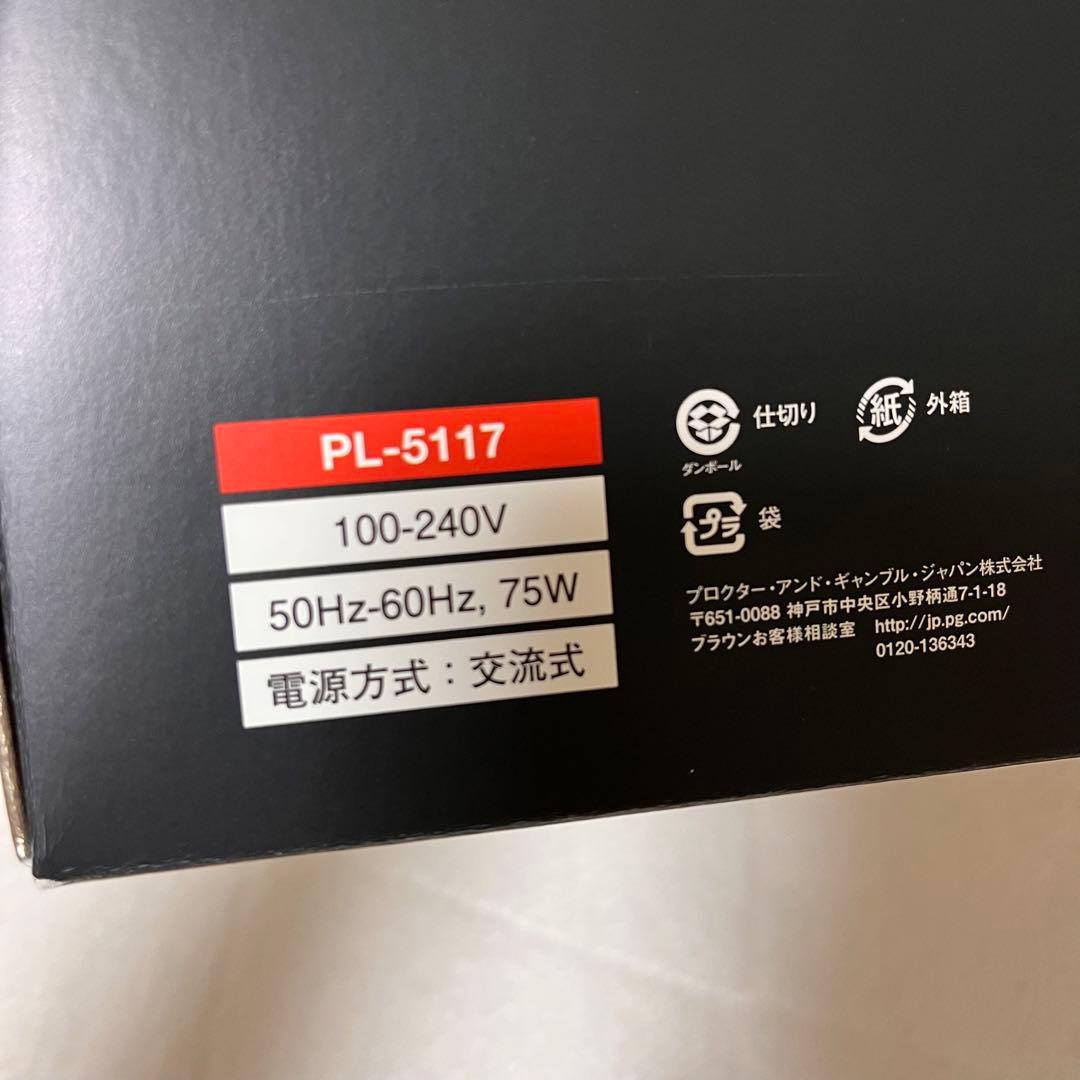 PL-5117
100-240V
50Hz-60Hz, 75W
電源方式：交流式
仕切り
ダンボール
紙 外箱
プラ 袋
プロクター・アンド・ギャンブル・ジャパン株式会社
〒651-0088 神戸市中央区小野柄通7-1-18
ブラウンお客様相談室 http://jp.pg.com/
0120-136343